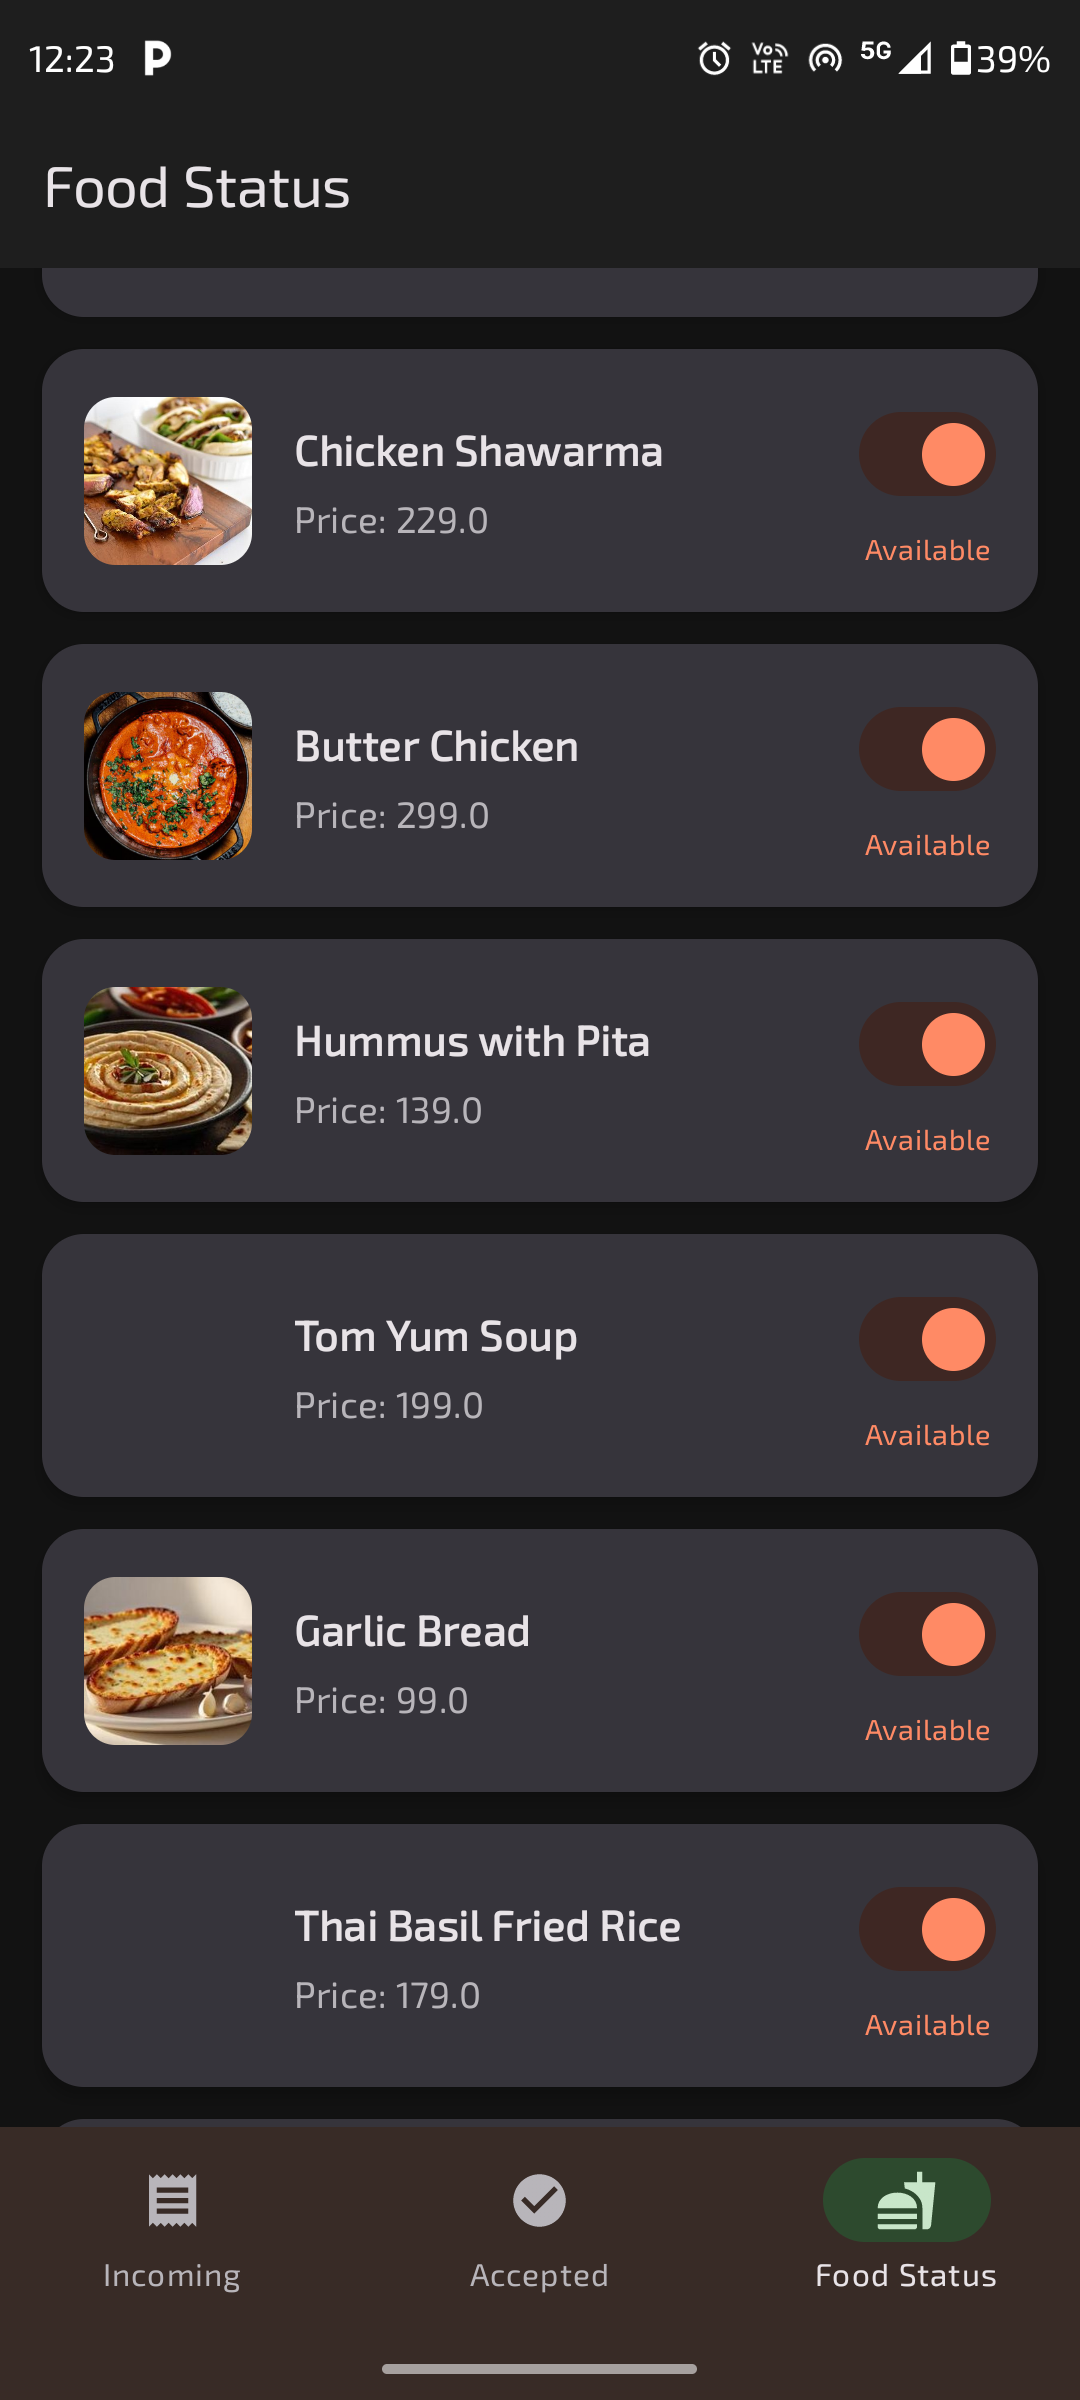 12:23 P VoLTE 5G 39%
Food Status
Chicken Shawarma
Price: 229.0
Available
Butter Chicken
Price: 299.0
Available
Hummus with Pita
Price: 139.0
Available
Tom Yum Soup
Price: 199.0
Available
Garlic Bread
Price: 99.0
Available
Thai Basil Fried Rice
Price: 179.0
Available
Incoming
Accepted
Food Status